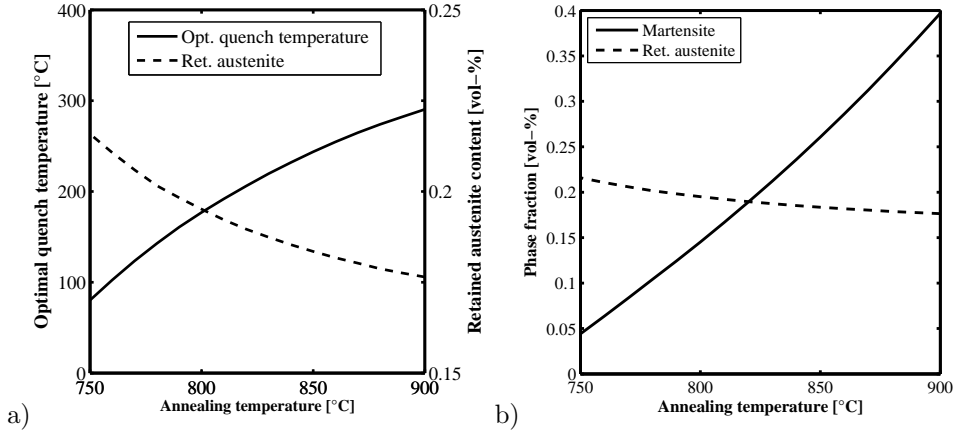 400
300
200
100
0
Optimal quench temperature [°C]
Opt. quench temperature
Ret. austenite
0.25
0.2
0.15
Retained austenite content [vol−%]
750 800 850 900
Annealing temperature [°C]
a)
0.4
0.35
0.3
0.25
0.2
0.15
0.1
0.05
0
Phase fraction [vol−%]
Martensite
Ret. austenite
750 800 850 900
Annealing temperature [°C]
b)